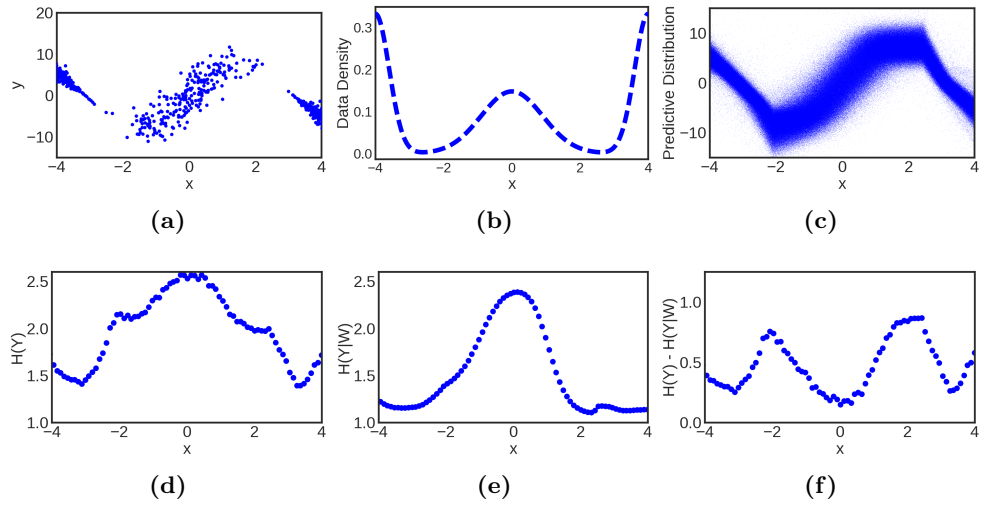 20
10
0
−10
−4 −2 0 2 4
y
x
(a)
0.3
0.2
0.1
0.0
−4 −2 0 2 4
Data Density
x
(b)
10
0
−10
−4 −2 0 2 4
Predictive Distribution
x
(c)
2.5
2.0
1.5
1.0
−4 −2 0 2 4
H(Y)
x
(d)
2.5
2.0
1.5
1.0
−4 −2 0 2 4
H(Y|W)
x
(e)
1.0
0.5
0.0
−4 −2 0 2 4
H(Y) - H(Y|W)
x
(f)